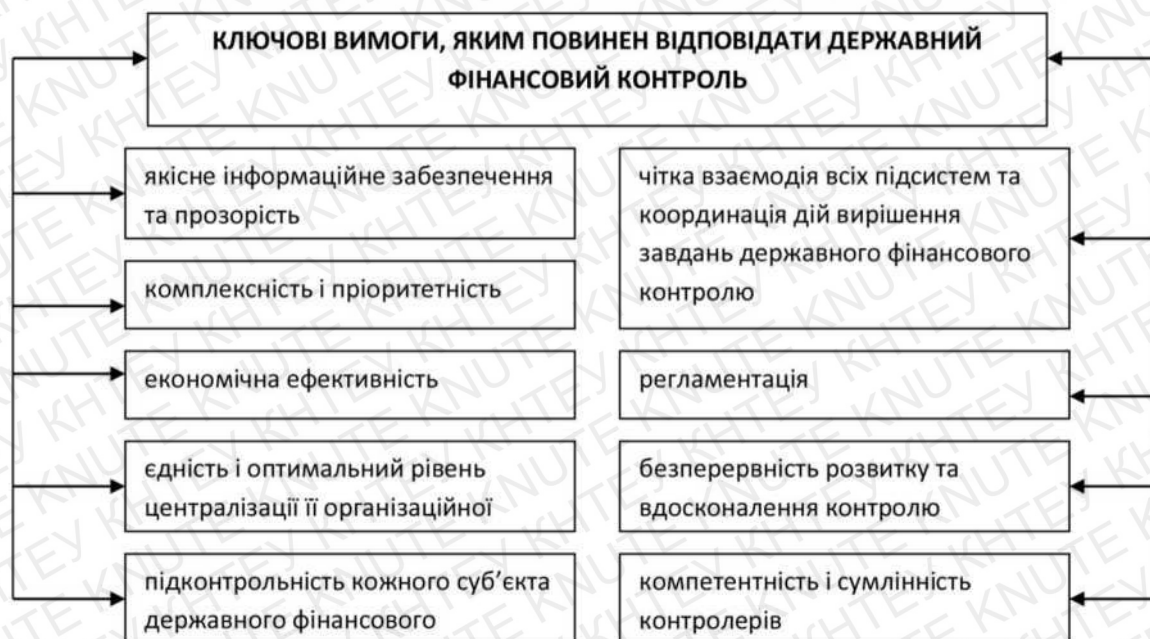 КЛЮЧОВІ ВИМОГИ, ЯКИМ ПОВИНЕН ВІДПОВІДАТИ ДЕРЖАВНИЙ
ФІНАНСОВИЙ КОНТРОЛЬ
якісне інформаційне забезпечення
та прозорість
комплексність і пріоритетність
економічна ефективність
єдність і оптимальний рівень
централізації її організаційної
підконтрольність кожного суб’єкта
державного фінансового
чітка взаємодія всіх підсистем та
координація дій вирішення
завдань державного фінансового
контролю
регламентація
безперервність розвитку та
вдосконалення контролю
компетентність і сумлінність
контролерів